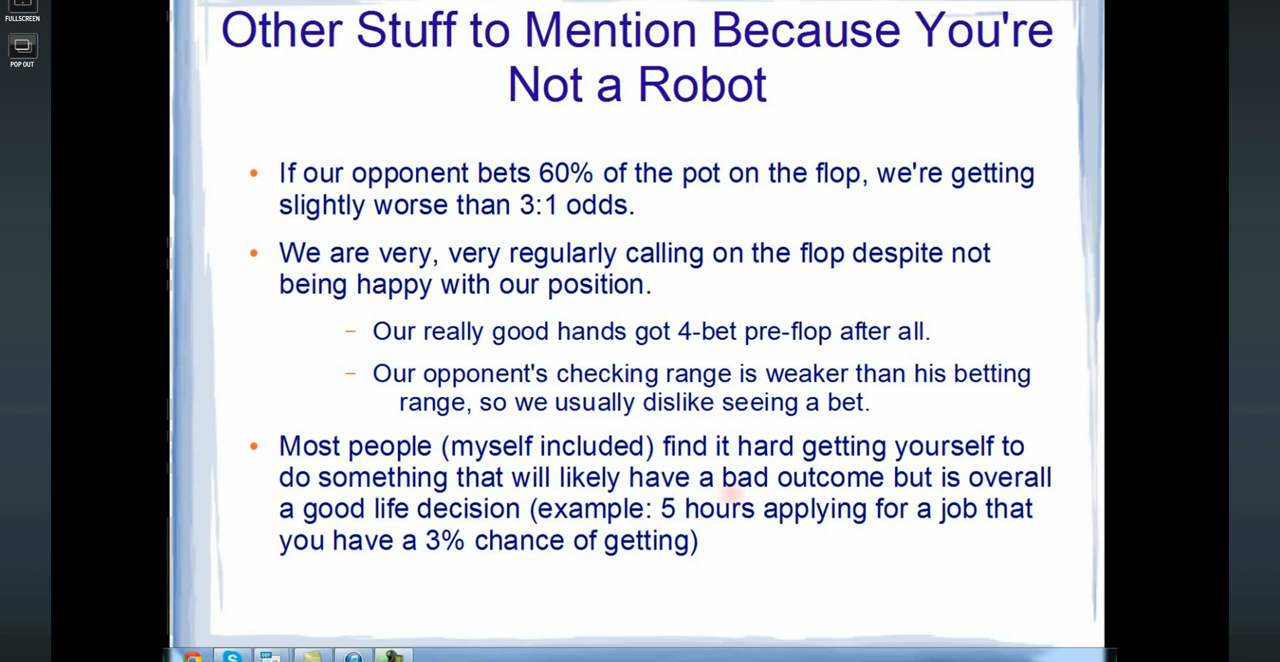 FULLSCREEN
POP OUT
Other Stuff to Mention Because You're
Not a Robot
• If our opponent bets 60% of the pot on the flop, we're getting
slightly worse than 3:1 odds.
• We are very, very regularly calling on the flop despite not
being happy with our position.
– Our really good hands got 4-bet pre-flop after all.
– Our opponent's checking range is weaker than his betting
range, so we usually dislike seeing a bet.
• Most people (myself included) find it hard getting yourself to
do something that will likely have a bad outcome but is overall
a good life decision (example: 5 hours applying for a job that
you have a 3% chance of getting)